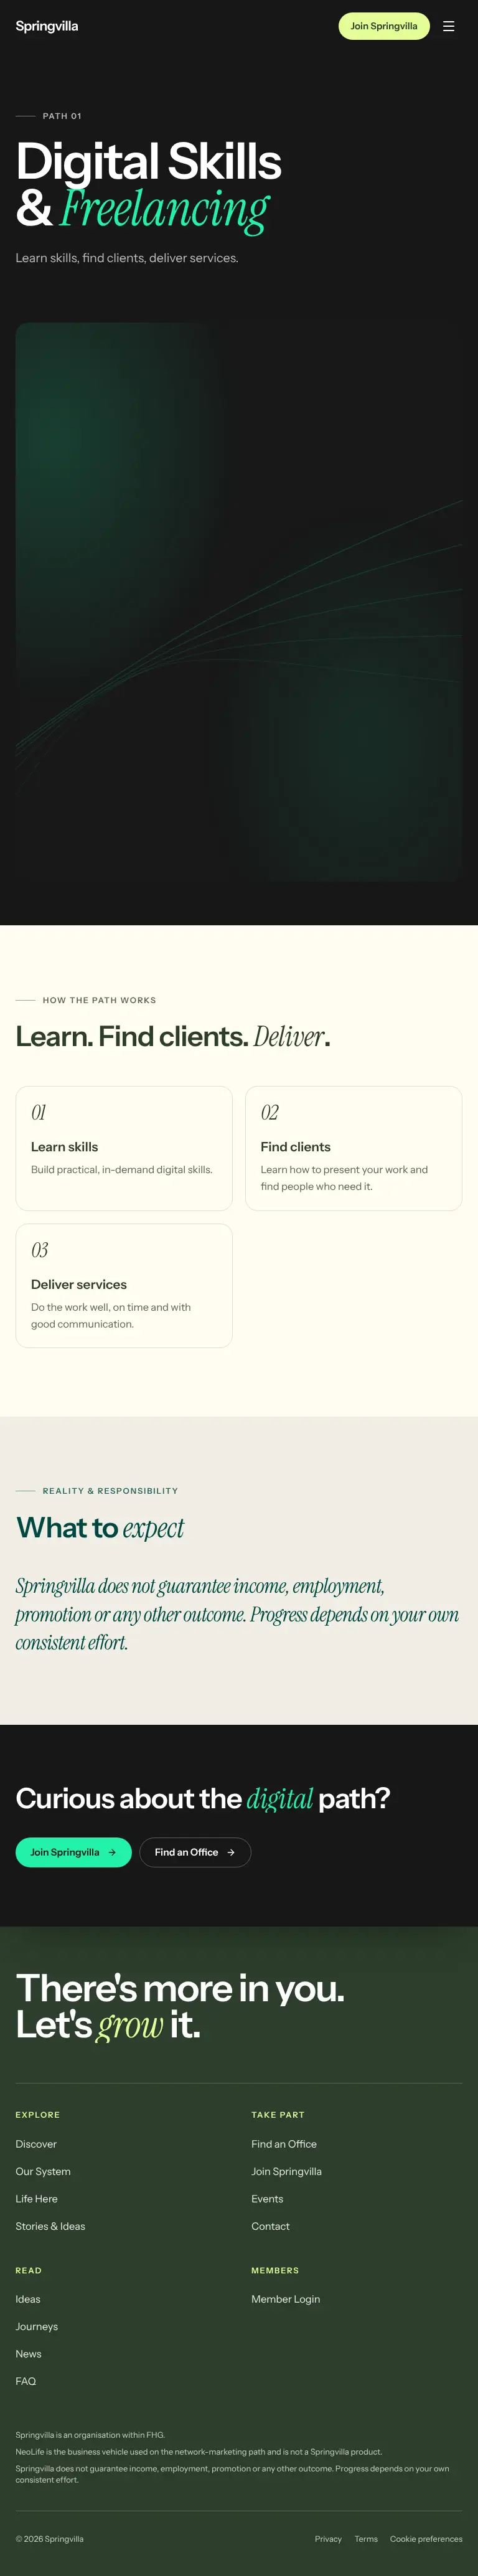 Springvilla
Join Springvilla
PATH 01
Digital Skills
& Freelancing
Learn skills, find clients, deliver services.
HOW THE PATH WORKS
Learn. Find clients. Deliver.
01
Learn skills
Build practical, in-demand digital skills.
02
Find clients
Learn how to present your work and
find people who need it.
03
Deliver services
Do the work well, on time and with
good communication.
REALITY & RESPONSIBILITY
What to expect
Springvilla does not guarantee income, employment,
promotion or any other outcome. Progress depends on your own
consistent effort.
Curious about the digital path?
Join Springvilla →
Find an Office →
There's more in you.
Let's grow it.
EXPLORE
Discover
Our System
Life Here
Stories & Ideas
TAKE PART
Find an Office
Join Springvilla
Events
Contact
READ
Ideas
Journeys
News
FAQ
MEMBERS
Member Login
Springvilla is an organisation within FHG.
NeoLife is the business vehicle used on the network-marketing path and is not a Springvilla product.
Springvilla does not guarantee income, employment, promotion or any other outcome. Progress depends on your own
consistent effort.
© 2026 Springvilla
Privacy
Terms
Cookie preferences